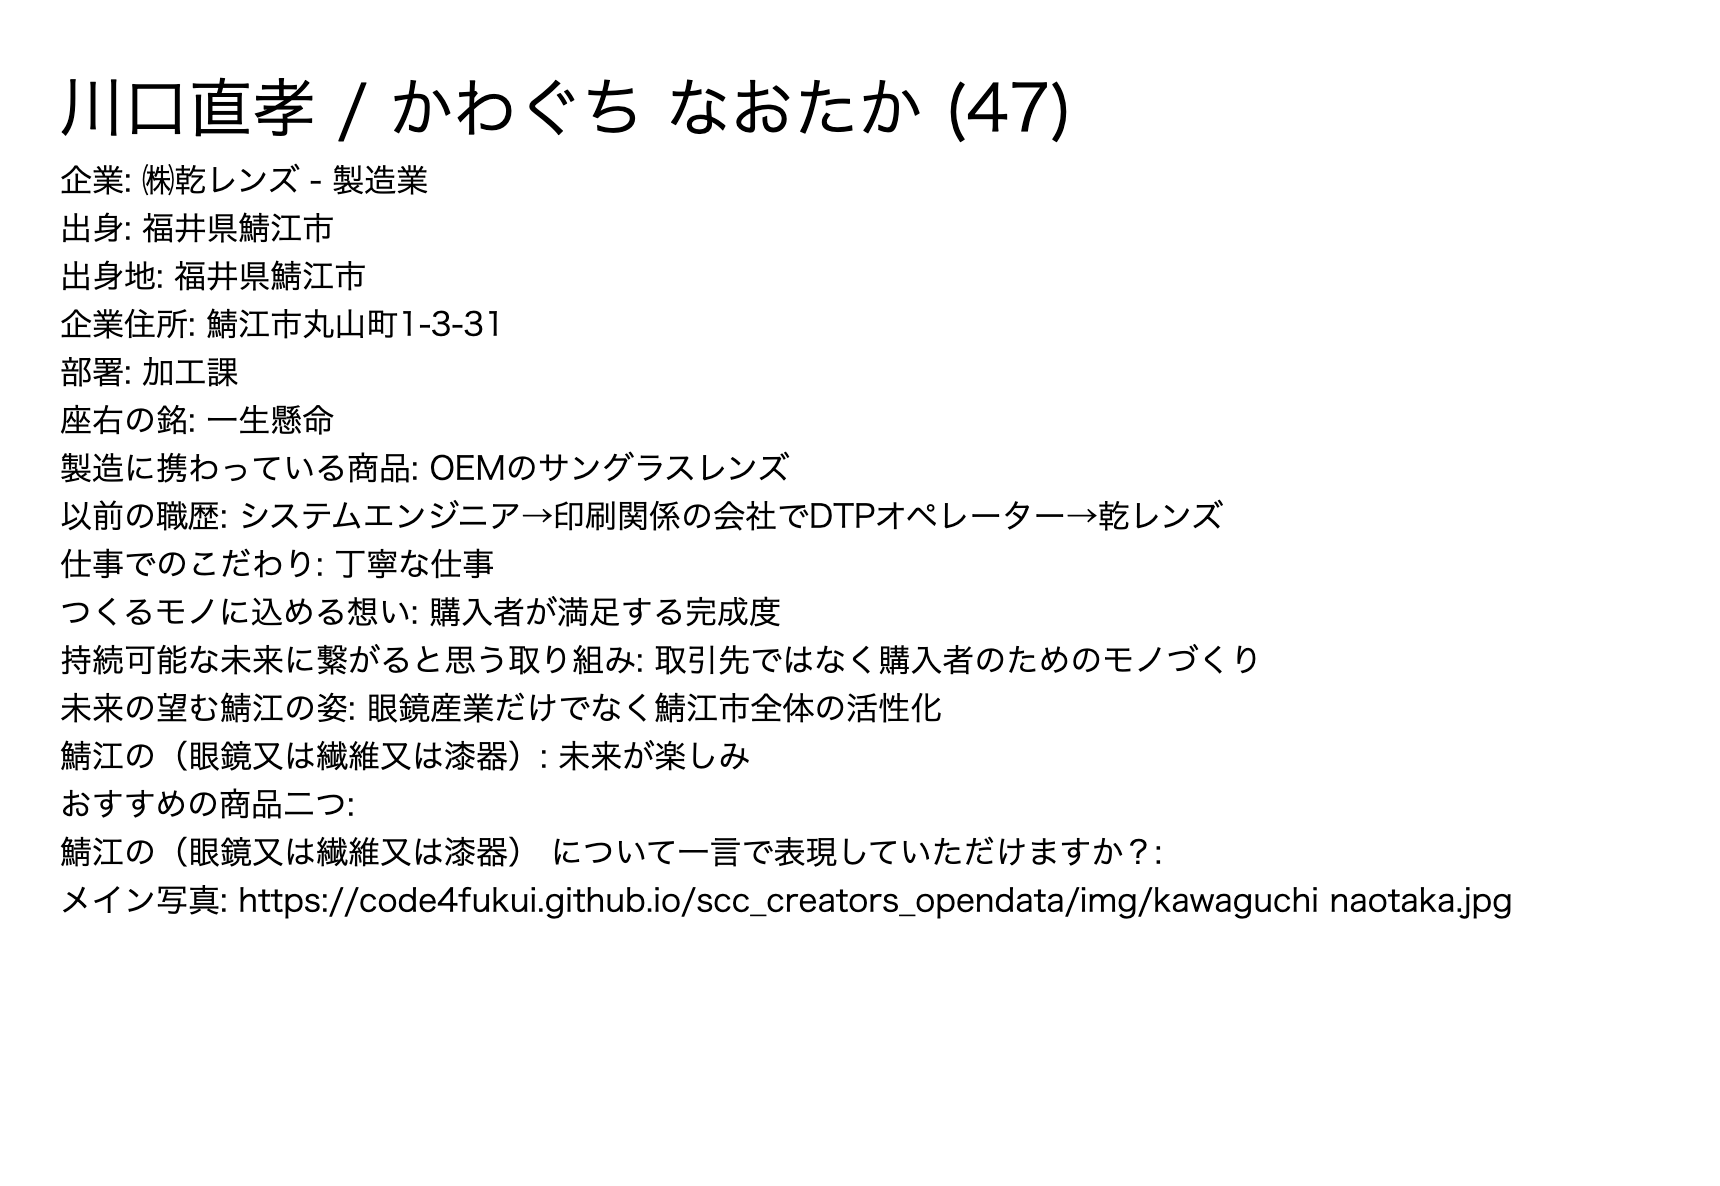 川口直孝 / かわぐち なおたか (47)
企業: ㈱乾レンズ - 製造業
出身: 福井県鯖江市
出身地: 福井県鯖江市
企業住所: 鯖江市丸山町1-3-31
部署: 加工課
座右の銘: 一生懸命
製造に携わっている商品: OEMのサングラスレンズ
以前の職歴: システムエンジニア→印刷関係の会社でDTPオペレーター→乾レンズ
仕事でのこだわり: 丁寧な仕事
つくるモノに込める想い: 購入者が満足する完成度
持続可能な未来に繋がると思う取り組み: 取引先ではなく購入者のためのモノづくり
未来の望む鯖江の姿: 眼鏡産業だけでなく鯖江市全体の活性化
鯖江の（眼鏡又は繊維又は漆器）: 未来が楽しみ
おすすめの商品二つ:
鯖江の（眼鏡又は繊維又は漆器） について一言で表現していただけますか？:
メイン写真: https://code4fukui.github.io/scc_creators_opendata/img/kawaguchi naotaka.jpg